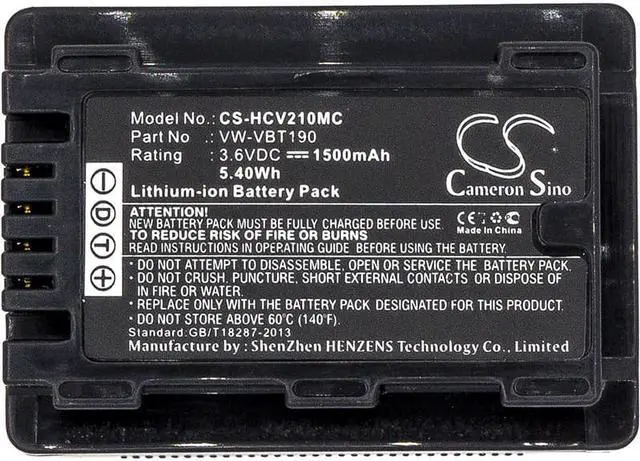 Model No.: CS-HCV210MC
Part No : VW-VBT190
Rating : 3.6VDC 1500mAh
5.40Wh
Lithium-ion Battery Pack
CS
Cameron Sino
ATTENTION!
NEW BATTERY PACK MUST BE FULLY CHARGED BEFORE USE
TO REDUCE RISK OF FIRE OR BURNS
READ INSTRUCTIONS IN OPERATING GUIDE BEFORE USING
CE FC
Made In China
D
T
• DO NOT ATTEMPT TO DISASSEMBLE, OPEN OR SERVICE BATTERY PACK.
• DO NOT CRUSH, PUNCTURE, SHORT EXTERNAL CONTACTS OR DISPOSE OF
IN FIRE OR WATER.
• REPLACE ONLY WITH THE BATTERY PACK DESIGNATED FOR THIS PRODUCT.
• DO NOT STORE ABOVE 60℃ (140℉).
Standard:GB/T18287-2013
Manufacture by : ShenZhen HENZENS Technology Co., Limited